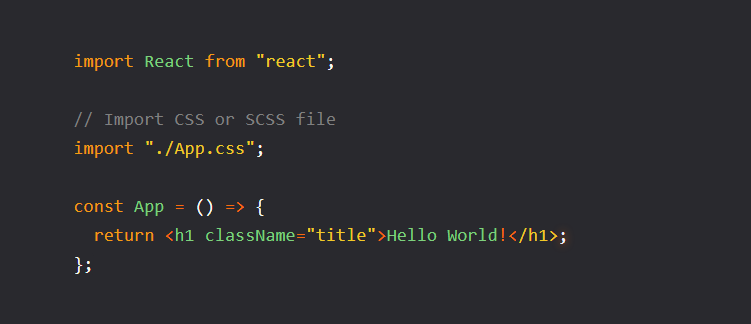 import React from "react";
// Import CSS or SCSS file
import "./App.css";
const App = () => {
  return <h1 className="title">Hello World!</h1>;
};